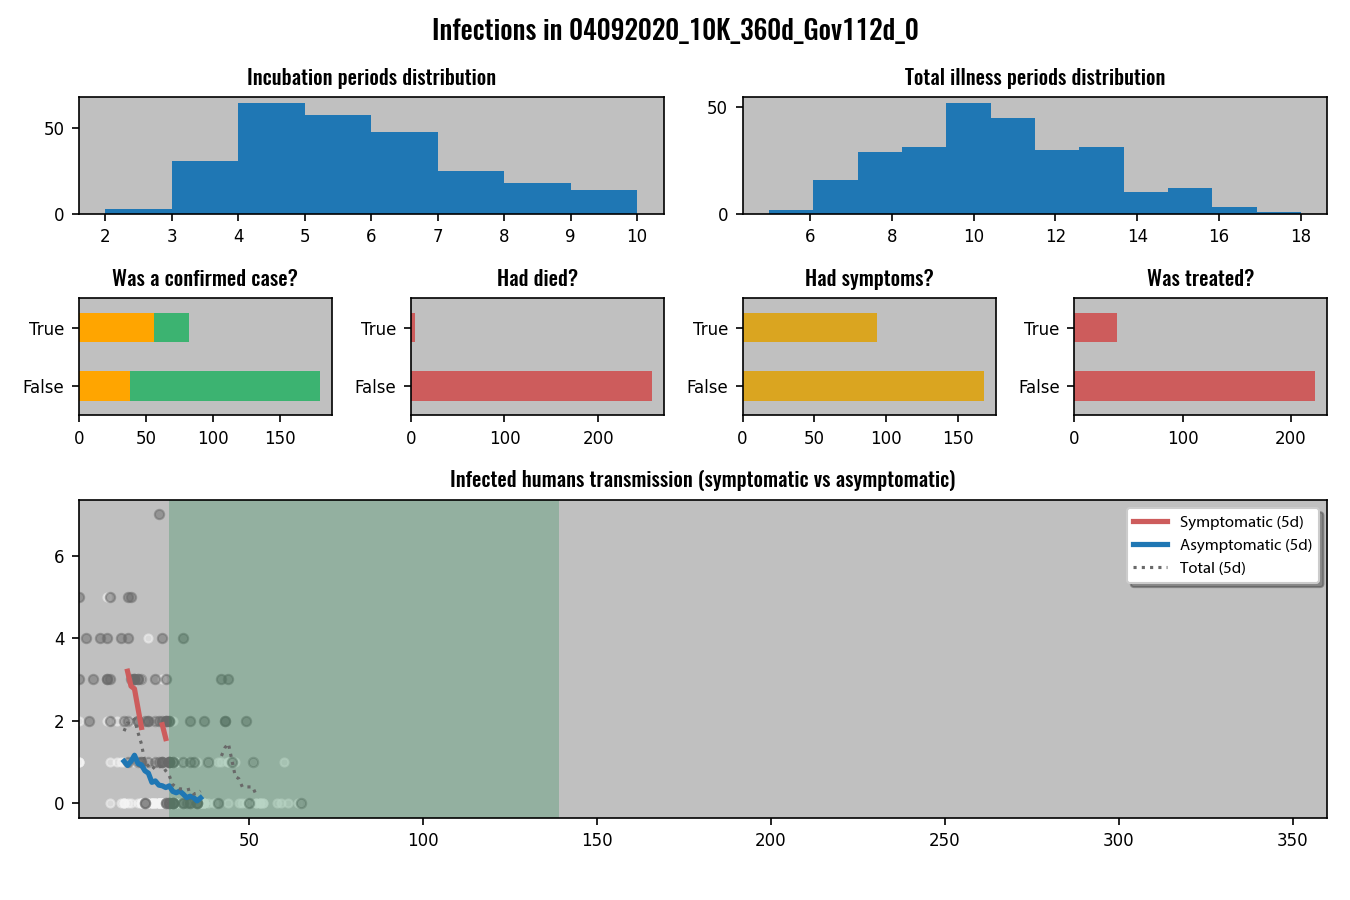 Infections in 04092020_10K_360d_Gov112d_0
Incubation periods distribution
Total illness periods distribution
50
0
2 3 4 5 6 7 8 9 10
50
0
6 8 10 12 14 16 18
Was a confirmed case?
Had died?
Had symptoms?
Was treated?
True
False
0 50 100 150
True
False
0 100 200
True
False
0 50 100 150
True
False
0 100 200
Infected humans transmission (symptomatic vs asymptomatic)
6
4
2
0
Symptomatic (5d)
Asymptomatic (5d)
Total (5d)
50 100 150 200 250 300 350